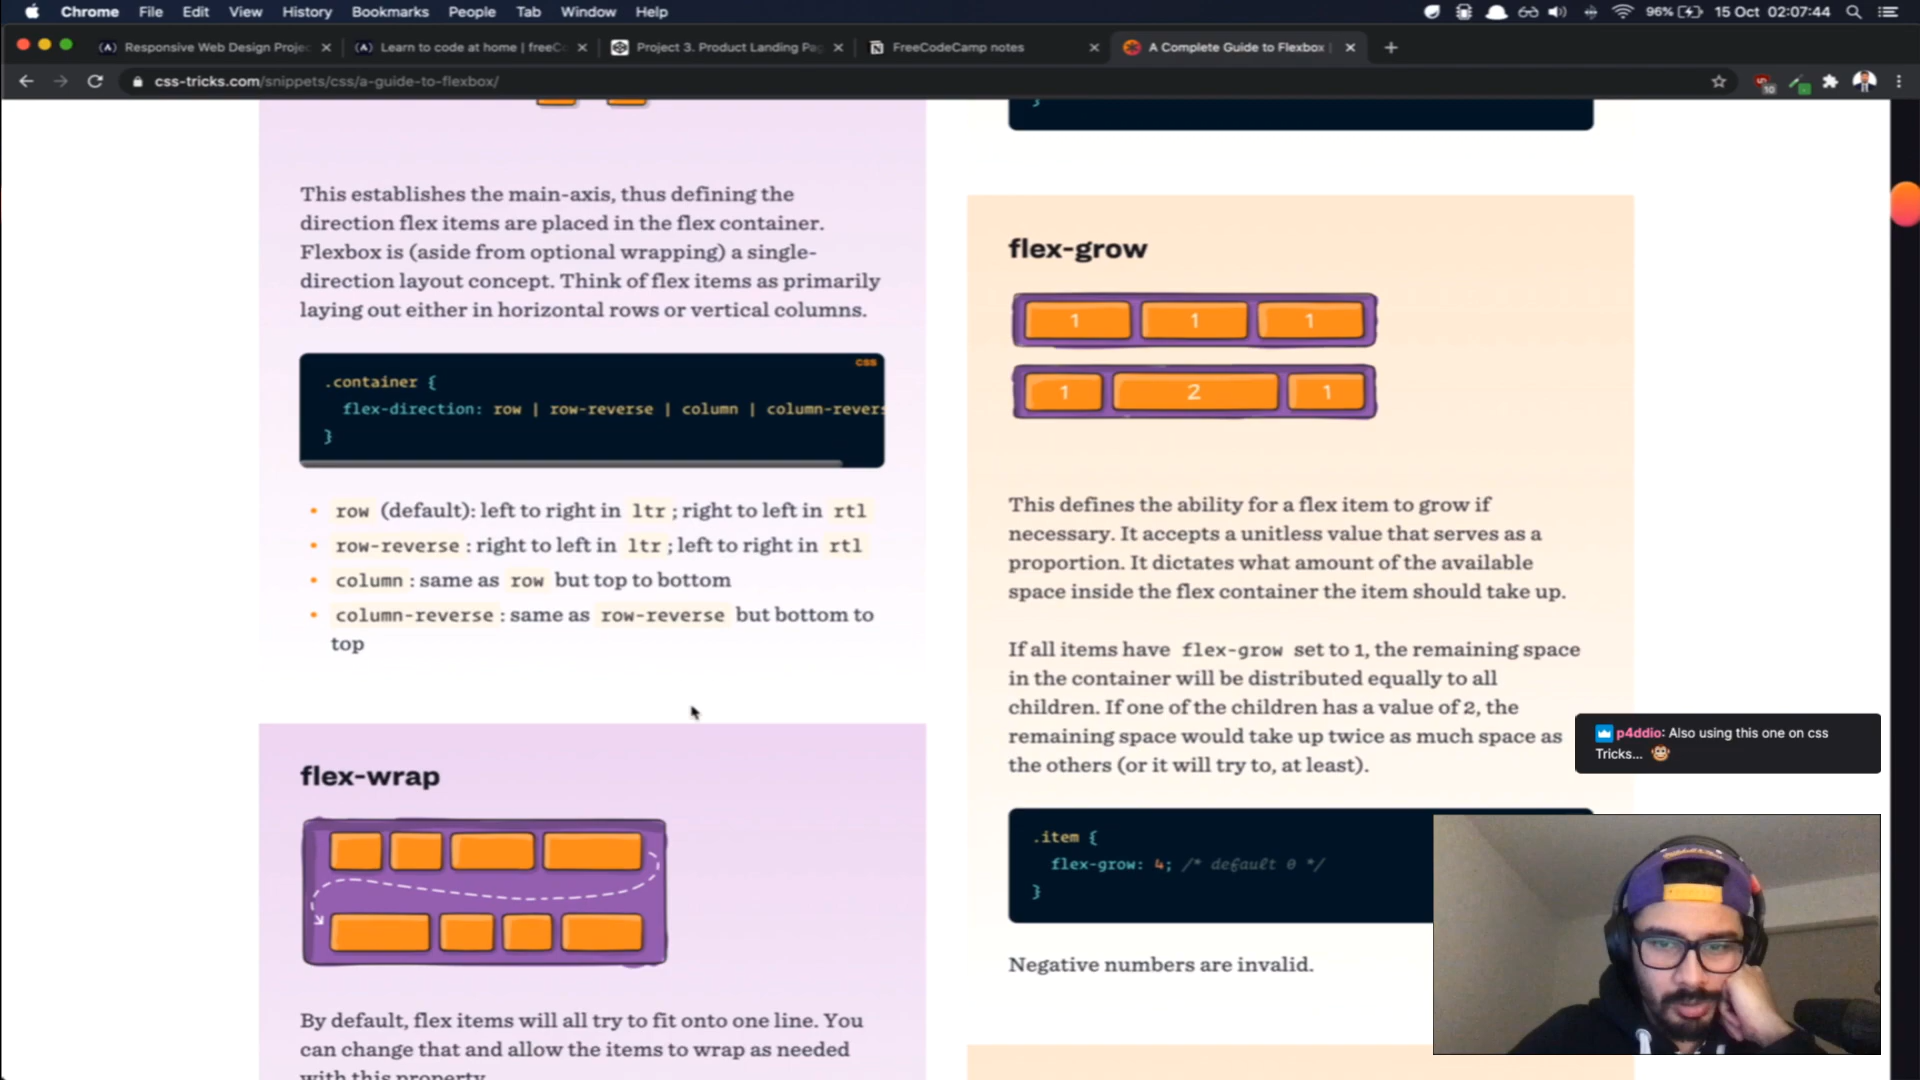 Chrome File Edit View History Bookmarks People Tab Window Help 96% 15 Oct 02:07:44
Responsive Web Design Projec Learn to code at home | freeCo Project 3. Product Landing Pag FreeCodeCamp notes A Complete Guide to Flexbox |
css-tricks.com/snippets/css/a-guide-to-flexbox/
10
This establishes the main-axis, thus defining the
direction flex items are placed in the flex container.
Flexbox is (aside from optional wrapping) a single-
direction layout concept. Think of flex items as primarily
laying out either in horizontal rows or vertical columns.
CSS
.container {
flex-direction: row | row-reverse | column | column-revers
}
row (default): left to right in ltr; right to left in rtl
row-reverse: right to left in ltr; left to right in rtl
column: same as row but top to bottom
column-reverse: same as row-reverse but bottom to
top
flex-wrap
By default, flex items will all try to fit onto one line. You
can change that and allow the items to wrap as needed
with this property.
}
flex-grow
1 1 1
1 2 1
This defines the ability for a flex item to grow if
necessary. It accepts a unitless value that serves as a
proportion. It dictates what amount of the available
space inside the flex container the item should take up.
If all items have flex-grow set to 1, the remaining space
in the container will be distributed equally to all
children. If one of the children has a value of 2, the
remaining space would take up twice as much space as
the others (or it will try to, at least).
.item {
flex-grow: 4; /* default 0 */
}
Negative numbers are invalid.
p4ddio: Also using this one on css
Tricks...